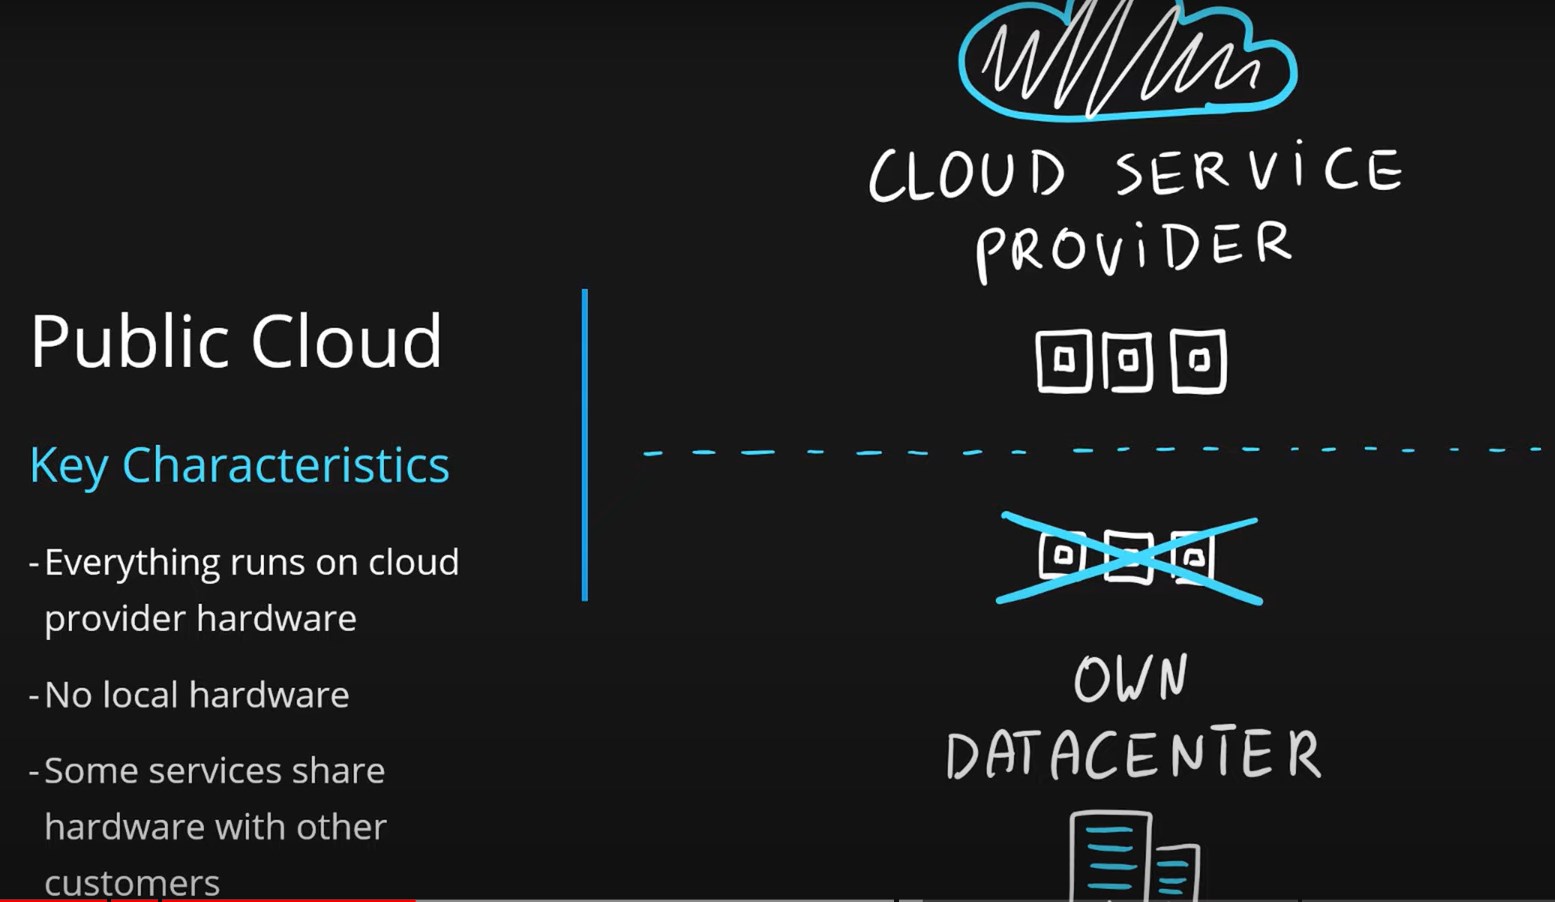 Public Cloud
Key Characteristics
- Everything runs on cloud
provider hardware
- No local hardware
- Some services share
hardware with other
customers
CLOUD SERViCE
PROViDER
OWN
DATACENTER